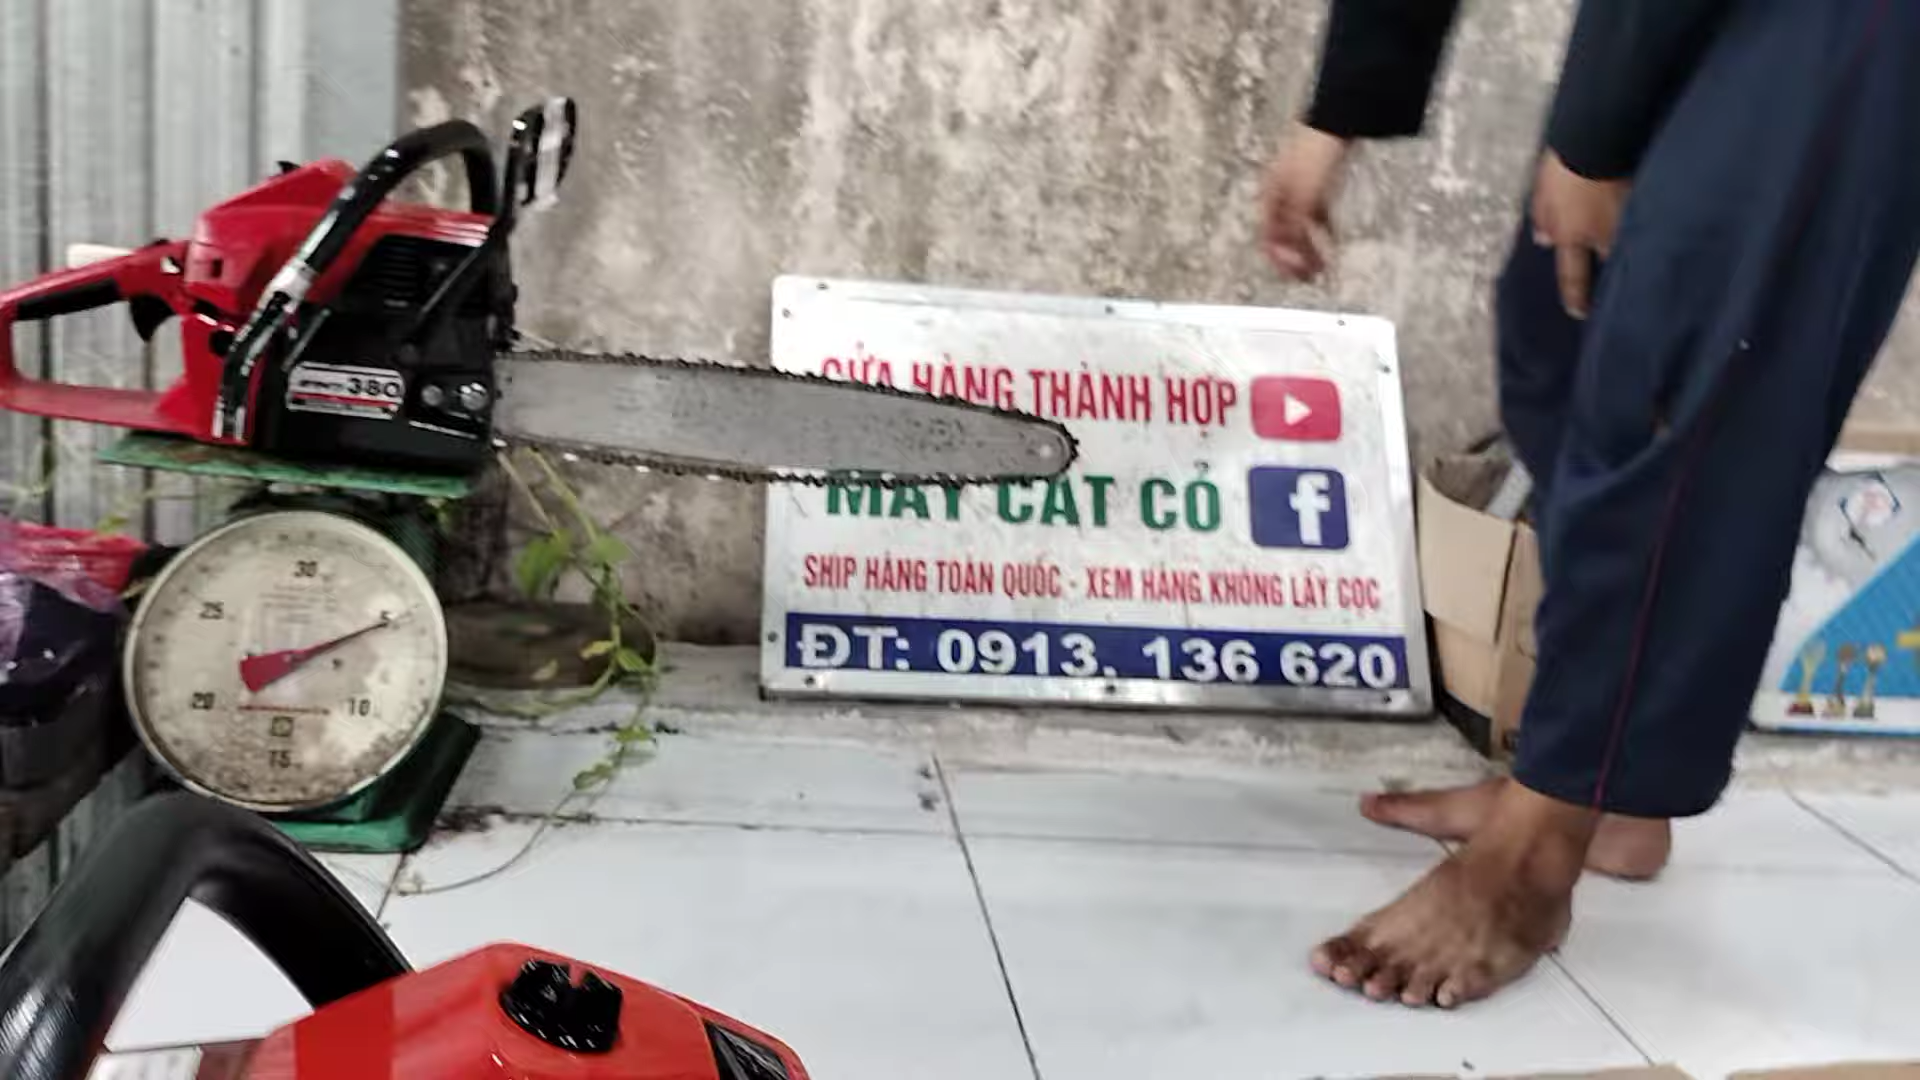 CỬA HÀNG THÀNH HỢP
MÁY CẮT CỎ
SHIP HÀNG TOÀN QUỐC - XEM HÀNG KHÔNG LẤY CỌC
ĐT: 0913. 136 620
380
30
25
5
20
10
15